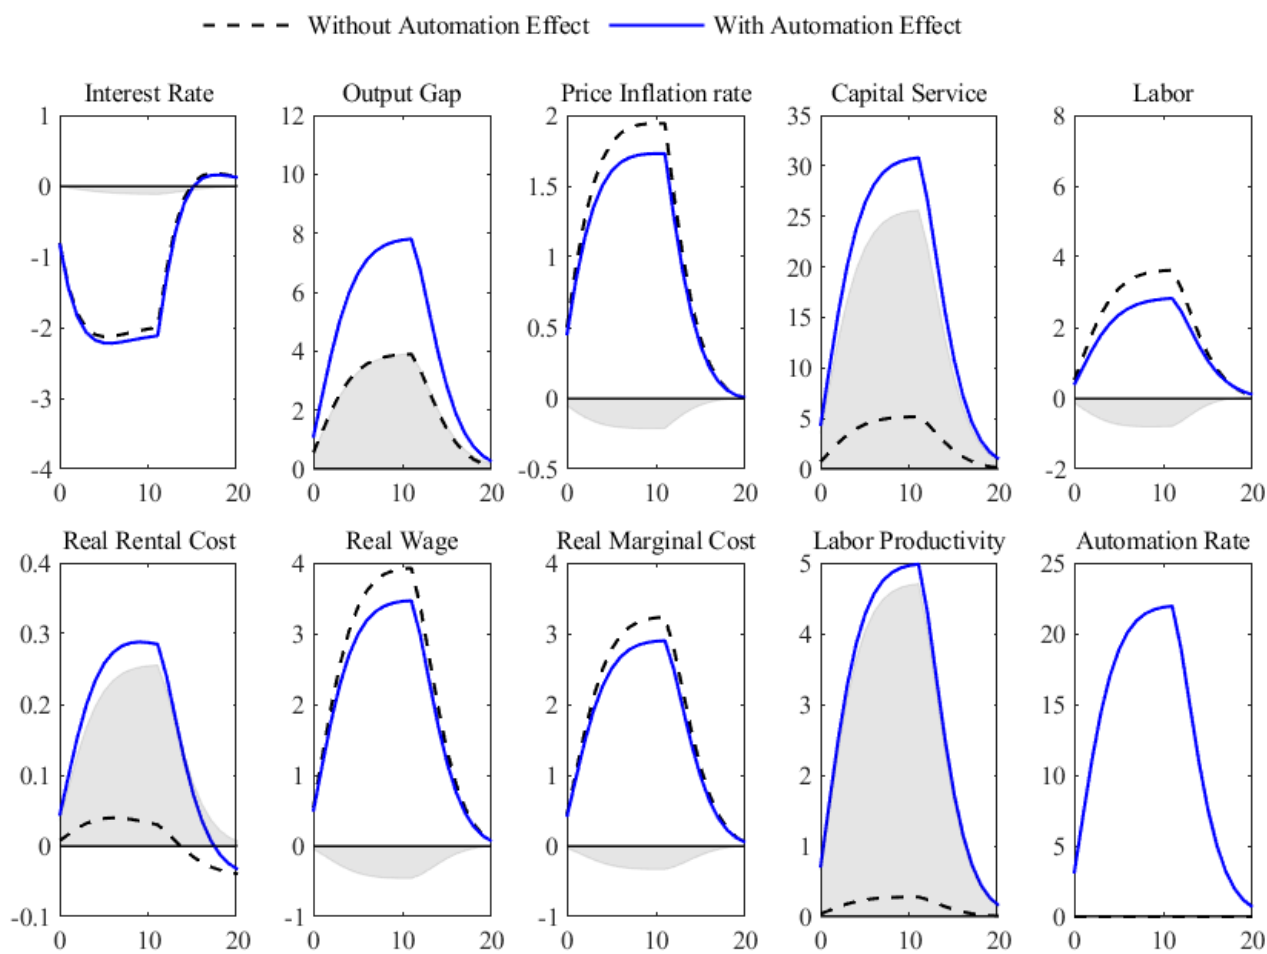 Without Automation Effect With Automation Effect
Interest Rate Output Gap Price Inflation rate Capital Service Labor
1 12 2 35 8
30
10 6
0 1.5
25
8
-1 1 20 4
6
-2 0.5 15 2
4
10
-3 0 0
2
5
-4 0 -0.5 0 -2
0 10 20 0 10 20 0 10 20 0 10 20 0 10 20
Real Rental Cost Real Wage Real Marginal Cost Labor Productivity Automation Rate
0.4 4 4 5 25
0.3 3 3 4 20
0.2 2 2 3 15
0.1 1 1 2 10
0 0 0 1 5
-0.1 -1 -1 0 0
0 10 20 0 10 20 0 10 20 0 10 20 0 10 20